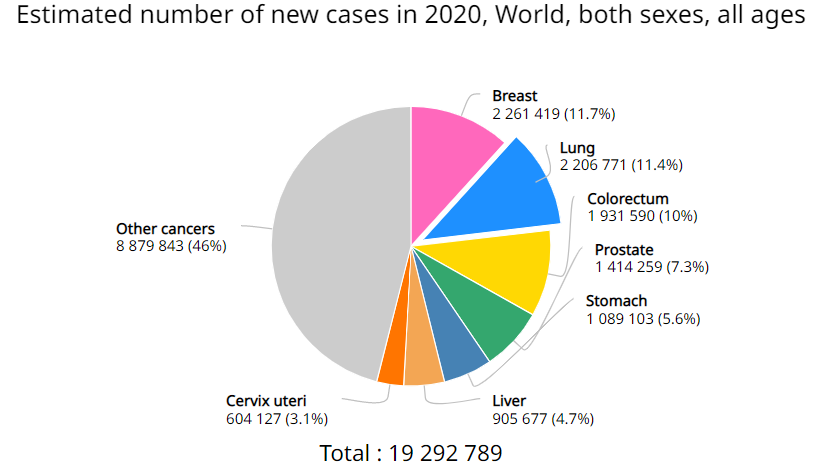 Estimated number of new cases in 2020, World, both sexes, all ages
Breast
2 261 419 (11.7%)
Lung
2 206 771 (11.4%)
Colorectum
1 931 590 (10%)
Prostate
1 414 259 (7.3%)
Stomach
1 089 103 (5.6%)
Liver
905 677 (4.7%)
Cervix uteri
604 127 (3.1%)
Other cancers
8 879 843 (46%)
Total : 19 292 789